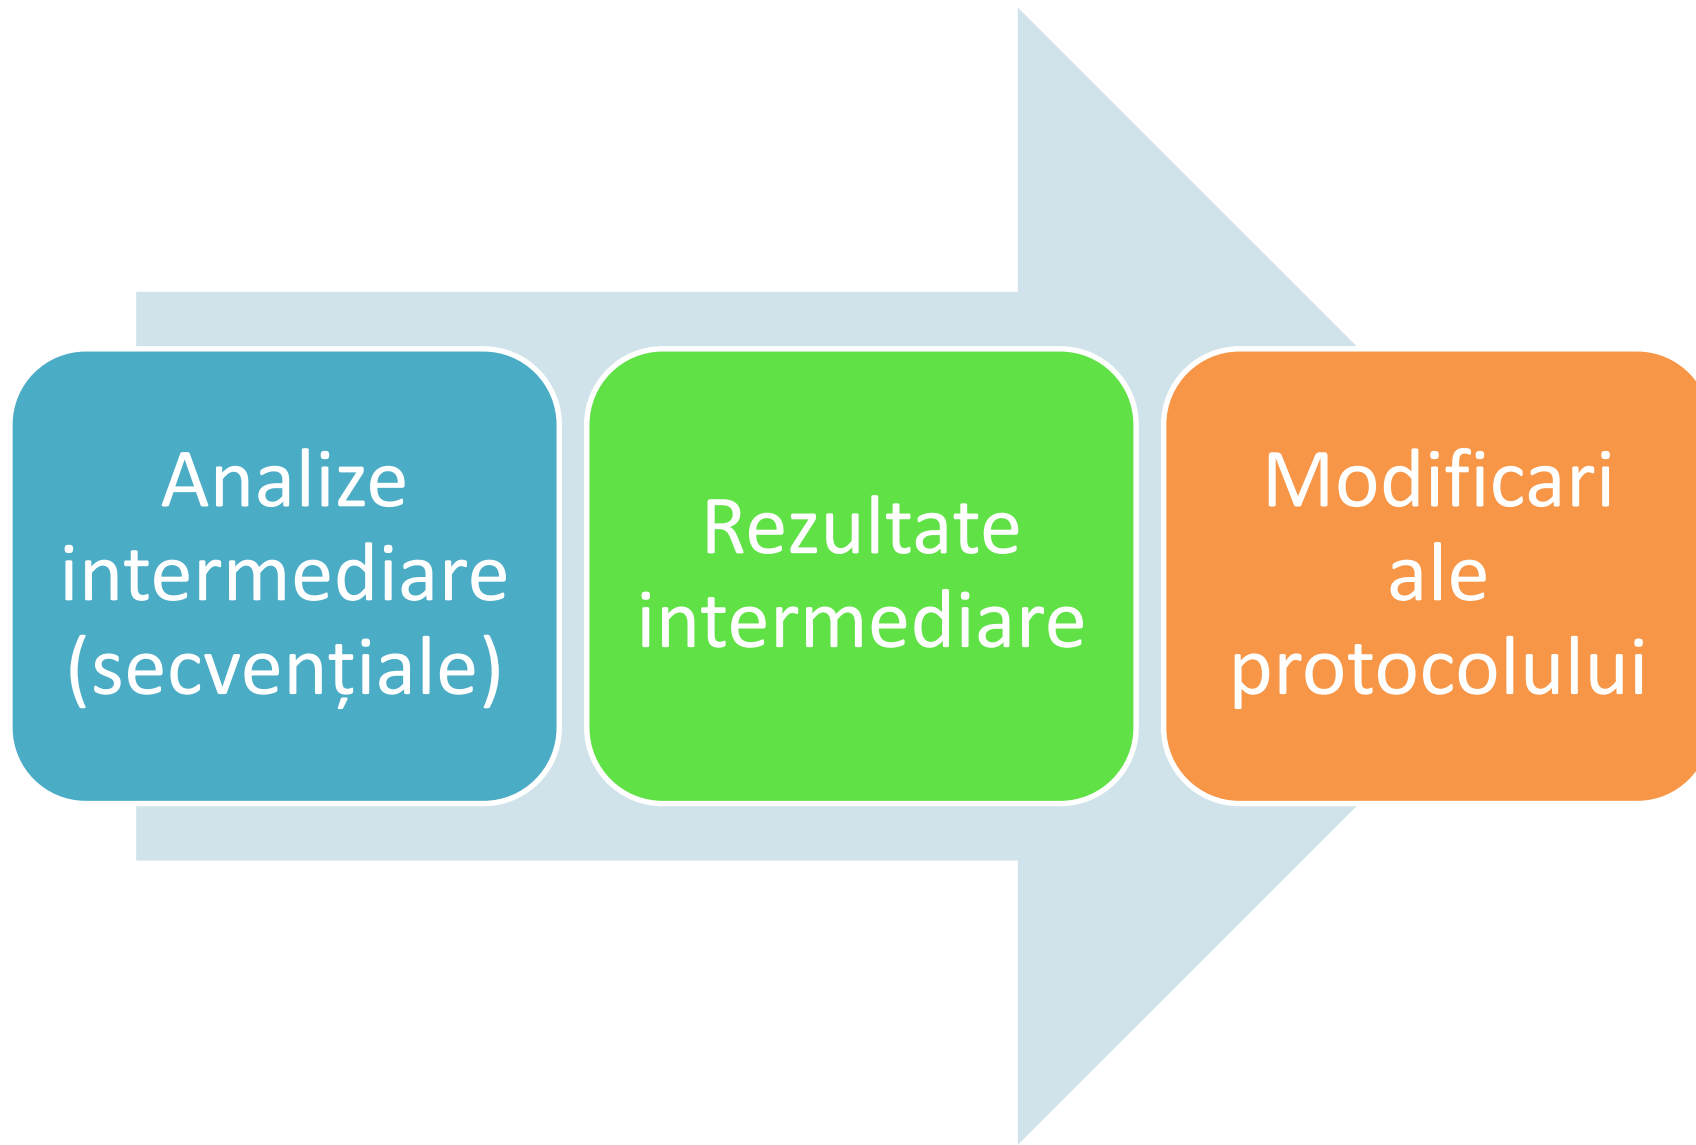 Analize
intermediare
(secvențiale)
Rezultate
intermediare
Modificari
ale
protocolului